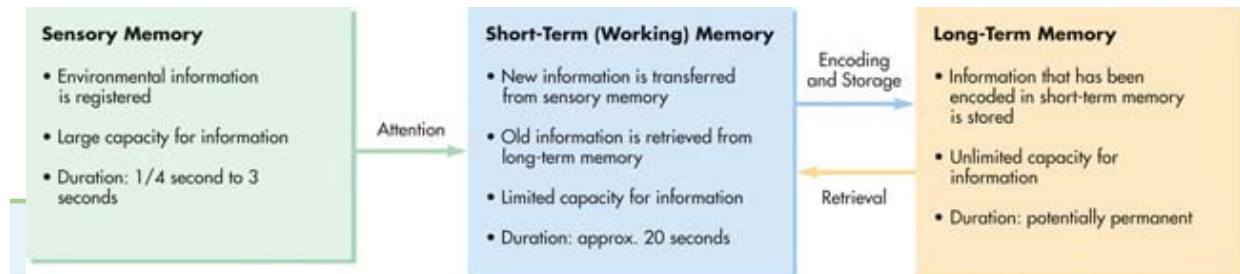 Sensory Memory
• Environmental information
is registered
• Large capacity for information
• Duration: 1/4 second to 3
seconds
Attention
Short-Term (Working) Memory
• New information is transferred
from sensory memory
• Old information is retrieved from
long-term memory
• Limited capacity for information
• Duration: approx. 20 seconds
Encoding
and Storage
Retrieval
Long-Term Memory
• Information that has been
encoded in short-term memory
is stored
• Unlimited capacity for
information
• Duration: potentially permanent